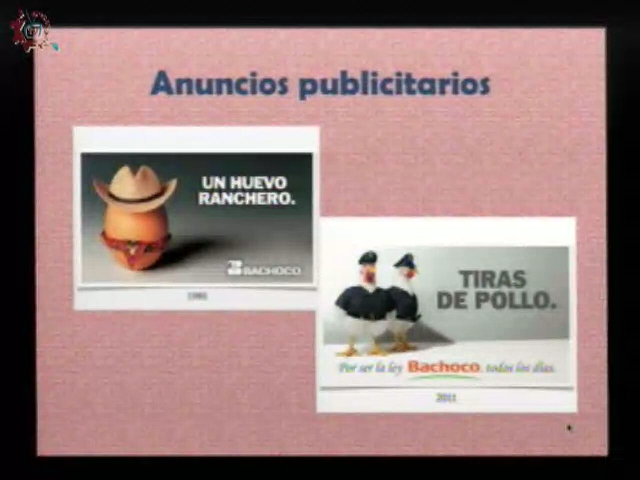 Anuncios publicitarios
UN HUEVO
RANCHERO.
BACHOCO
TIRAS
DE POLLO.
Por ser la ley Bachoco, todos los días.
2011